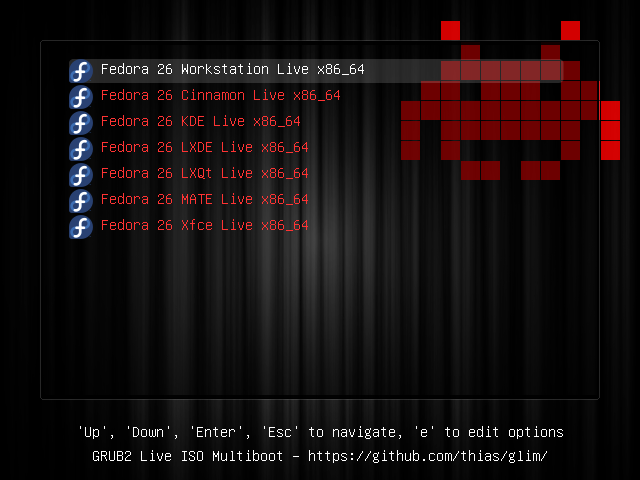 Fedora 26 Workstation Live x86_64
Fedora 26 Cinnamon Live x86_64
Fedora 26 KDE Live x86_64
Fedora 26 LXDE Live x86_64
Fedora 26 LXQt Live x86_64
Fedora 26 MATE Live x86_64
Fedora 26 Xfce Live x86_64
'Up', 'Down', 'Enter', 'Esc' to navigate, 'e' to edit options
GRUB2 Live ISO Multiboot – https://github.com/thias/glim/